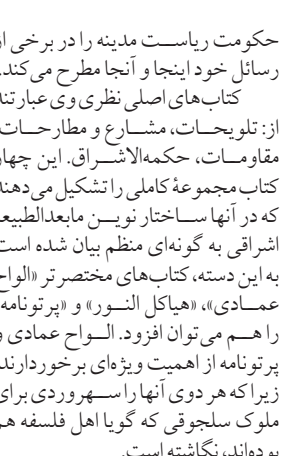 حکومت ریاست مدینه را در برخی از
رسائل خود اینجا و آنجا مطرح می‌کند.
کتاب‌های اصلی نظری وی عبارتند
از: تلویحات، مشارع و مطارحات،
مقاومات، حکمه‌الاشراق. این چهار
کتاب مجموعهٔ کاملی را تشکیل می‌دهند
که در آنها ساختار نوین مابعدالطبیعه
اشراقی به گونه‌ای منظم بیان شده است.
به این دسته، کتاب‌های مختصرتر «الواح
عمادی»، «هیاکل النور» و «پرتونامه»
را هم می‌توان افزود. الواح عمادی و
پرتونامه از اهمیت ویژه‌ای برخوردارند
زیرا که هر دوی آنها را سهروردی برای
ملوک سلجوقی که گویا اهل فلسفه هم
بوده‌اند، نگاشته است.